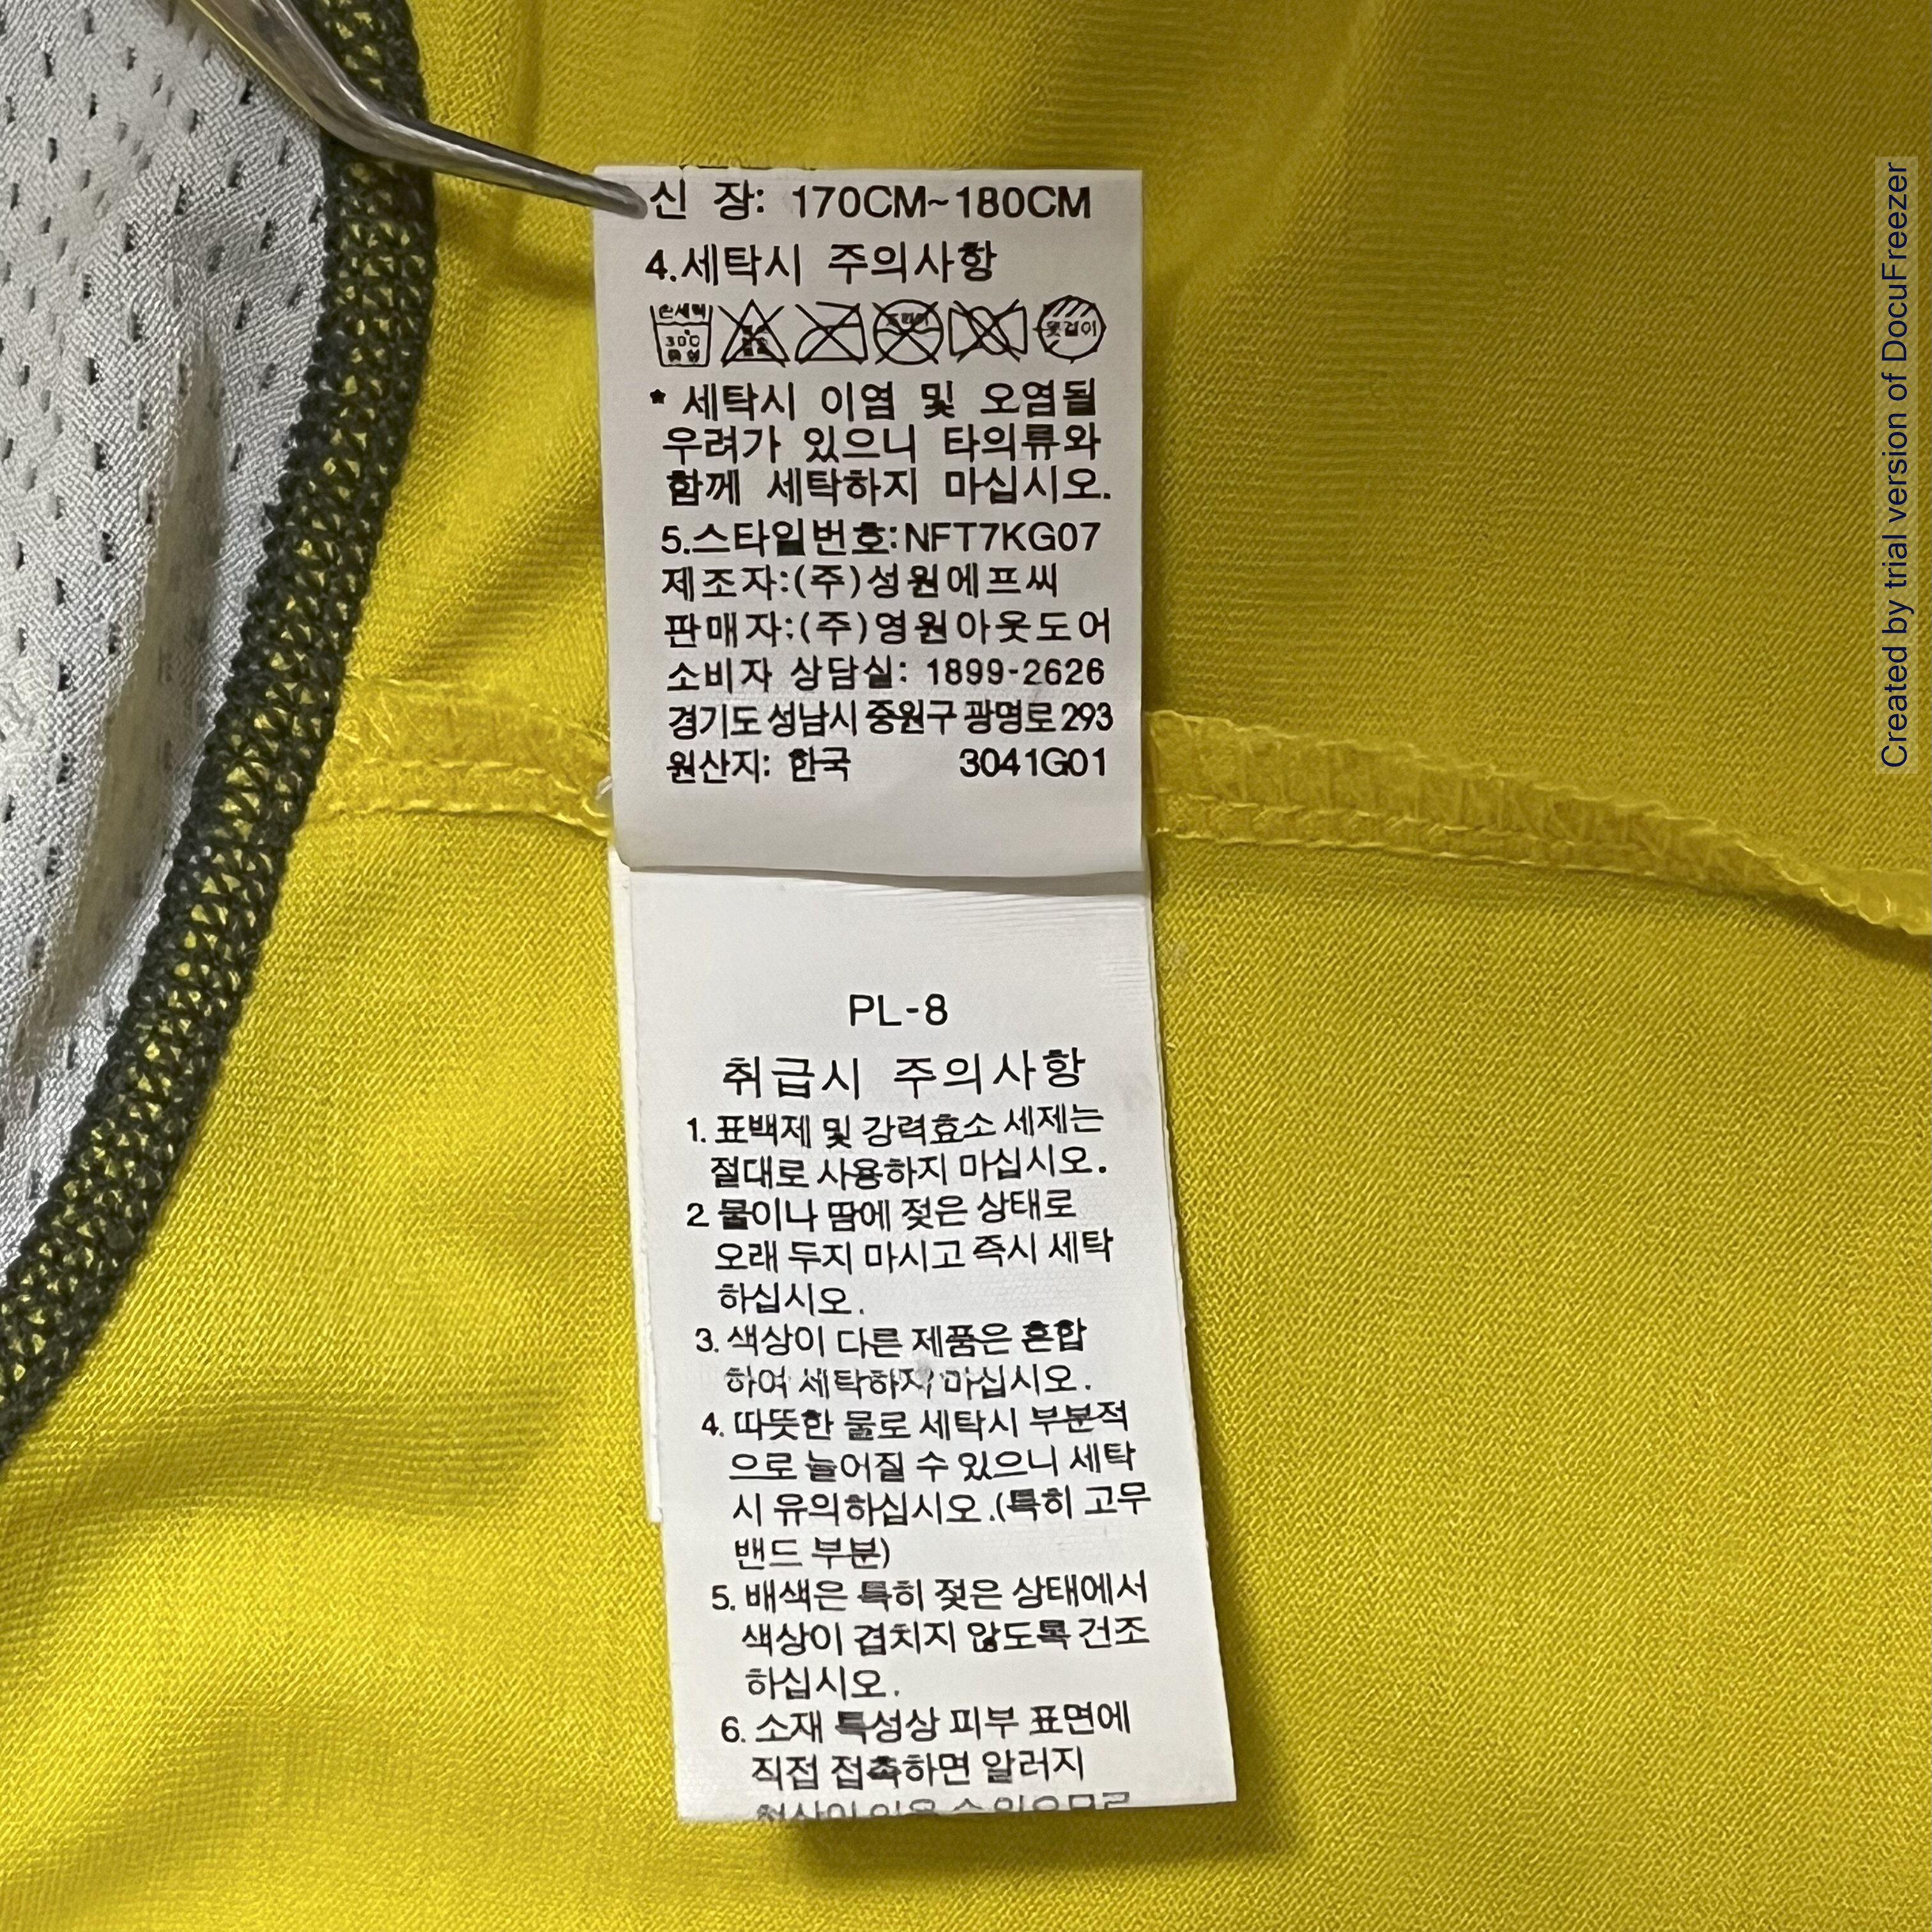 신 장: 170CM~180CM
4.세탁시 주의사항
손세탁
30℃
중성
옷걸이
* 세탁시 이염 및 오염될
우려가 있으니 타의류와
함께 세탁하지 마십시오.
5.스타일번호:NFT7KG07
제조자:(주)성원에프씨
판매자:(주)영원아웃도어
소비자 상담실: 1899-2626
경기도 성남시 중원구 광명로 293
원산지: 한국 3041G01
PL-8
취급시 주의사항
1. 표백제 및 강력효소 세제는
절대로 사용하지 마십시오.
2 물이나 땀에 젖은 상태로
오래 두지 마시고 즉시 세탁
하십시오.
3. 색상이 다른 제품은 혼합
하여 세탁하지 마십시오.
4. 따뜻한 물로 세탁시 부분적
으로 늘어질 수 있으니 세탁
시 유의하십시오.(특히 고무
밴드 부분)
5. 배색은 특히 젖은 상태에서
색상이 겹치지 않도록 건조
하십시오.
6. 소재 특성상 피부 표면에
직접 접촉하면 알러지
Created by trial version of DocuFreezer